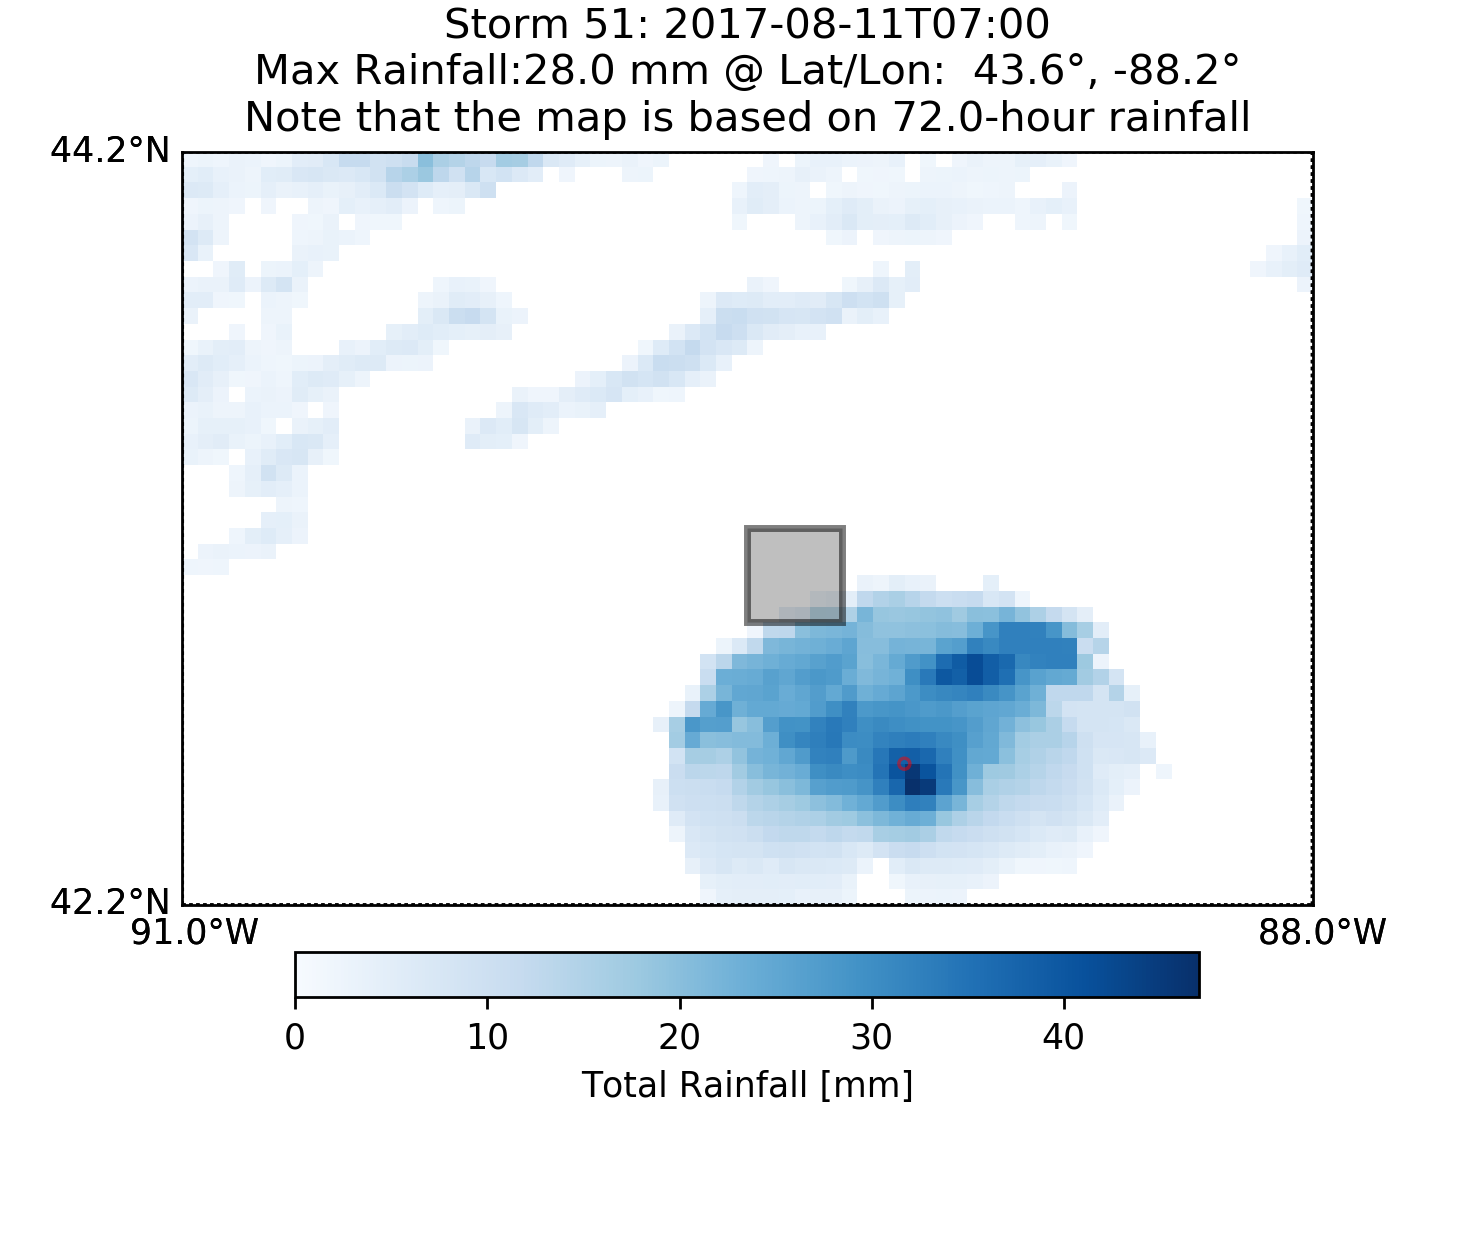 Storm 51: 2017-08-11T07:00
Max Rainfall:28.0 mm @ Lat/Lon:  43.6°, -88.2°
Note that the map is based on 72.0-hour rainfall
44.2°N
42.2°N
91.0°W 88.0°W
0 10 20 30 40
Total Rainfall [mm]